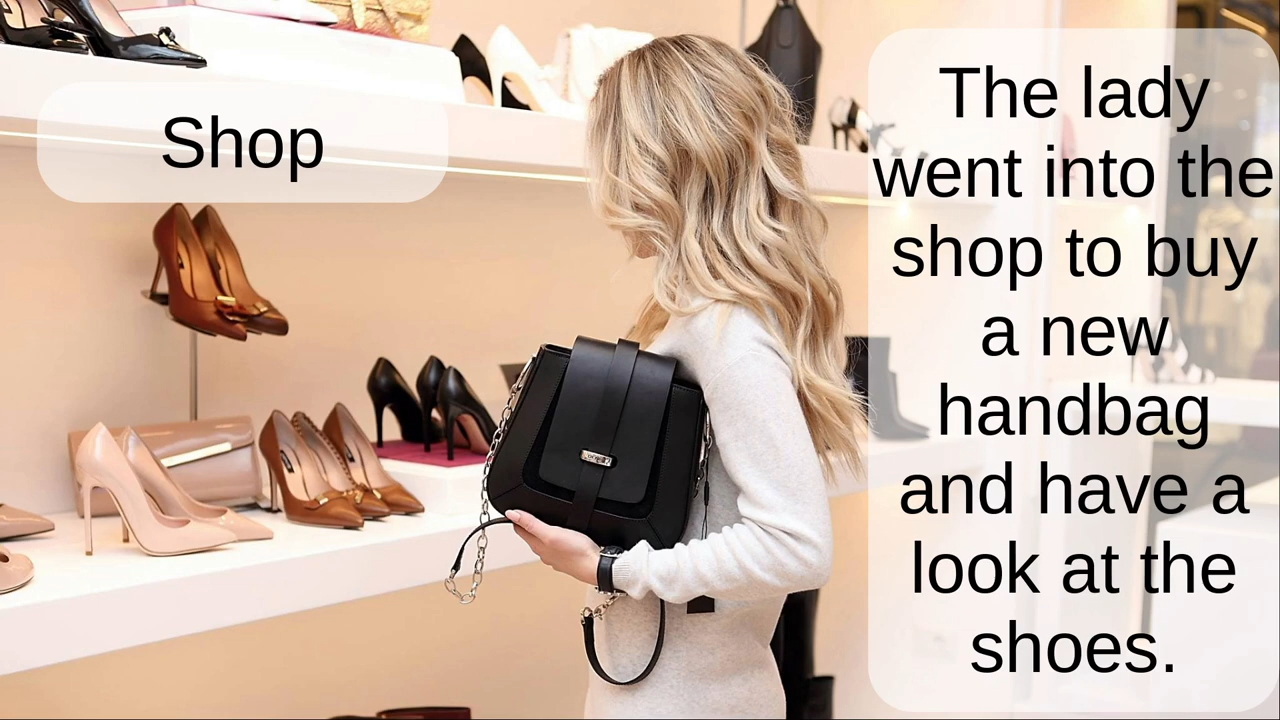 Shop
The lady
went into the
shop to buy
a new
handbag
and have a
look at the
shoes.